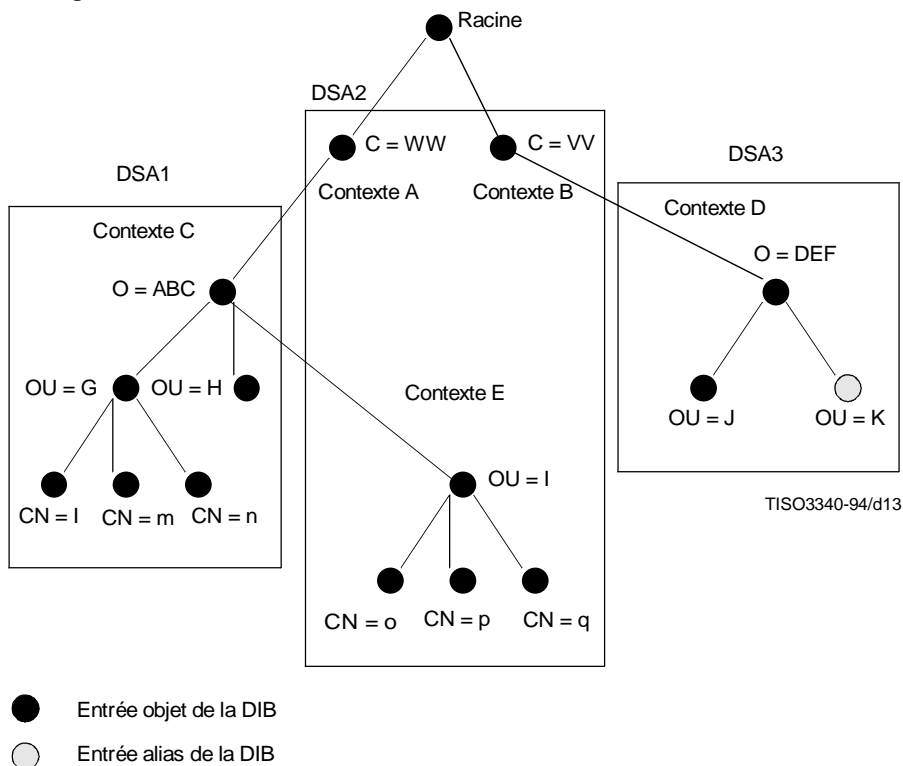 Racine
DSA2
C = WW
C = VV
DSA1
DSA3
Contexte A
Contexte B
Contexte D
Contexte C
O = DEF
O = ABC
OU = G
OU = H
Contexte E
OU = J
OU = K
OU = I
TISO3340-94/d13
CN = l
CN = m
CN = n
CN = o
CN = p
CN = q
Entrée objet de la DIB
Entrée alias de la DIB